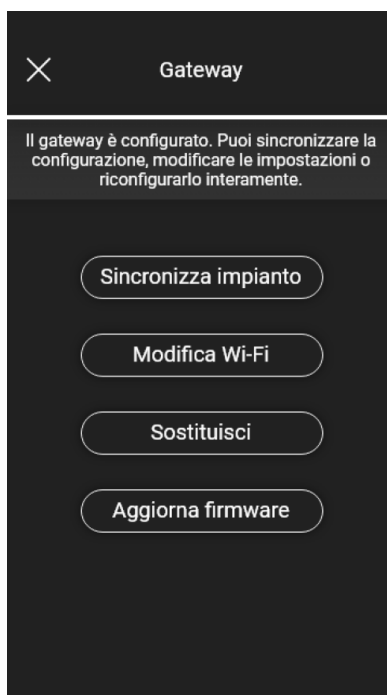 Gateway
Il gateway è configurato. Puoi sincronizzare la
configurazione, modificare le impostazioni o
riconfigurarlo interamente.
Sincronizza impianto
Modifica Wi-Fi
Sostituisci
Aggiorna firmware